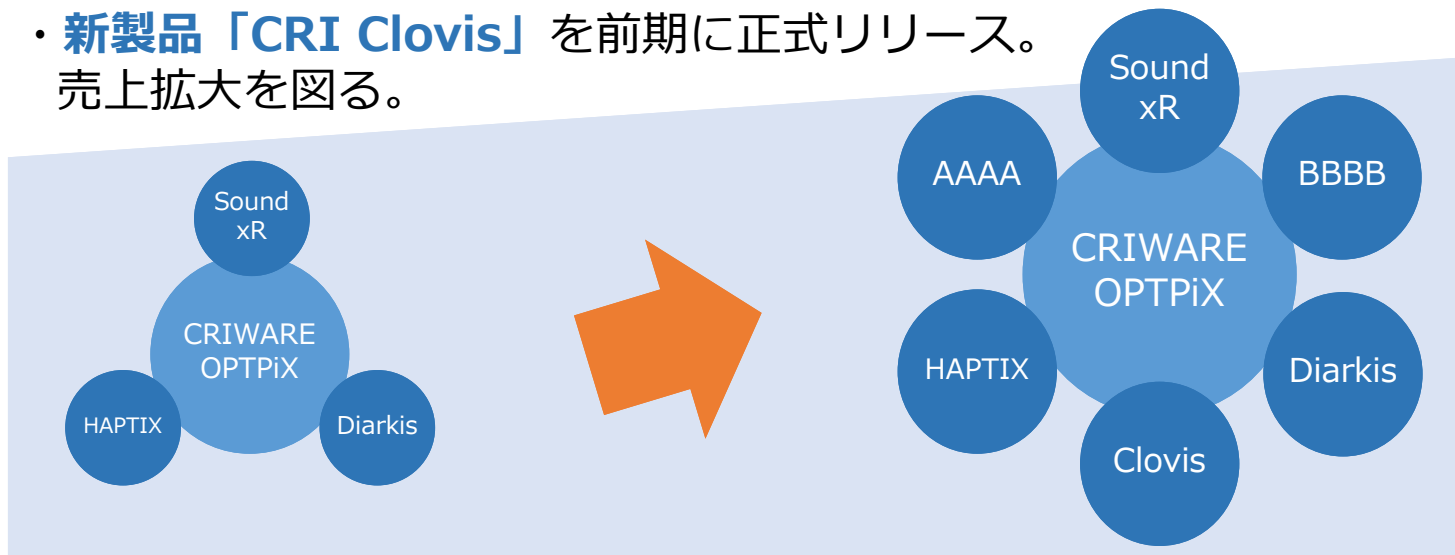 ・新製品「CRI Clovis」を前期に正式リリース。
売上拡大を図る。
Sound
xR
CRIWARE
OPTPiX
HAPTIX
Diarkis
Sound
xR
AAAA
BBBB
CRIWARE
OPTPiX
HAPTIX
Diarkis
Clovis